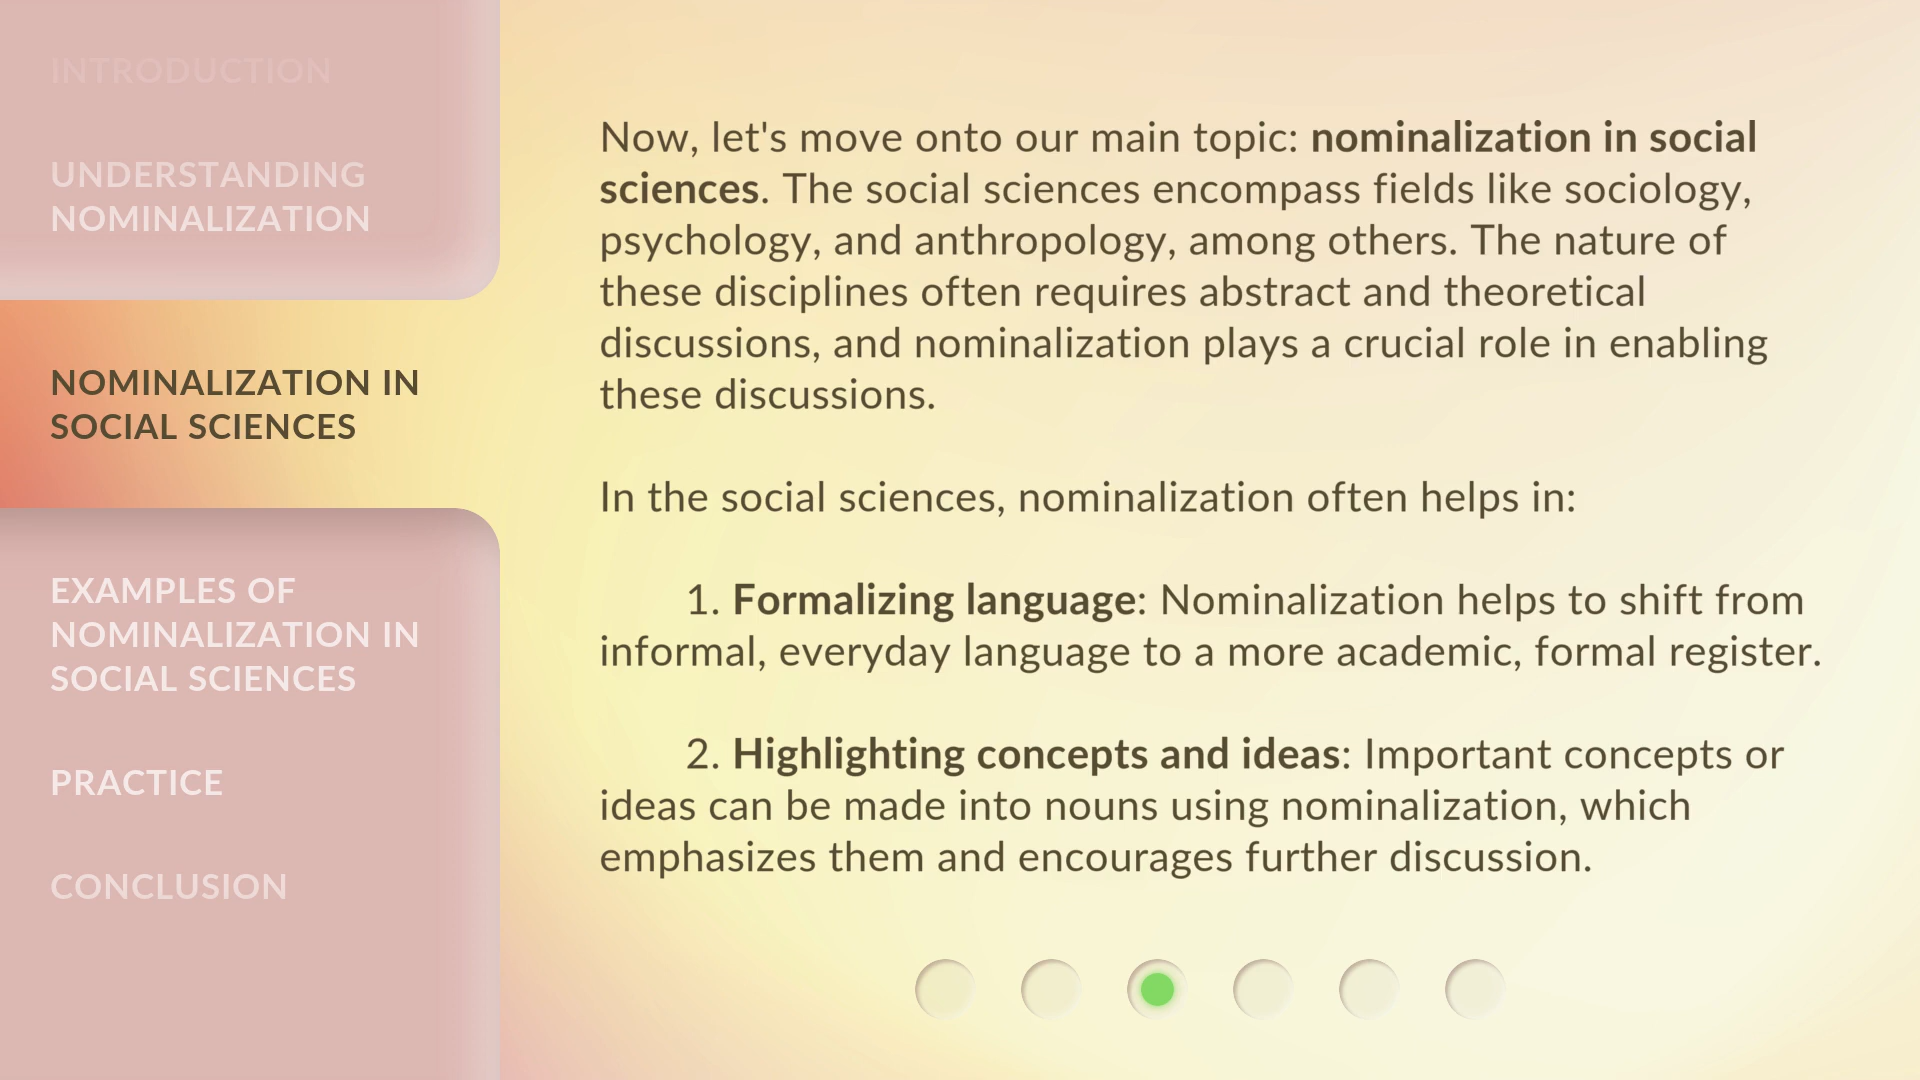 INTRODUCTION
UNDERSTANDING
NOMINALIZATION
NOMINALIZATION IN
SOCIAL SCIENCES
EXAMPLES OF
NOMINALIZATION IN
SOCIAL SCIENCES
PRACTICE
CONCLUSION
Now, let's move onto our main topic: nominalization in social
sciences. The social sciences encompass fields like sociology,
psychology, and anthropology, among others. The nature of
these disciplines often requires abstract and theoretical
discussions, and nominalization plays a crucial role in enabling
these discussions.
In the social sciences, nominalization often helps in:
1. Formalizing language: Nominalization helps to shift from
informal, everyday language to a more academic, formal register.
2. Highlighting concepts and ideas: Important concepts or
ideas can be made into nouns using nominalization, which
emphasizes them and encourages further discussion.